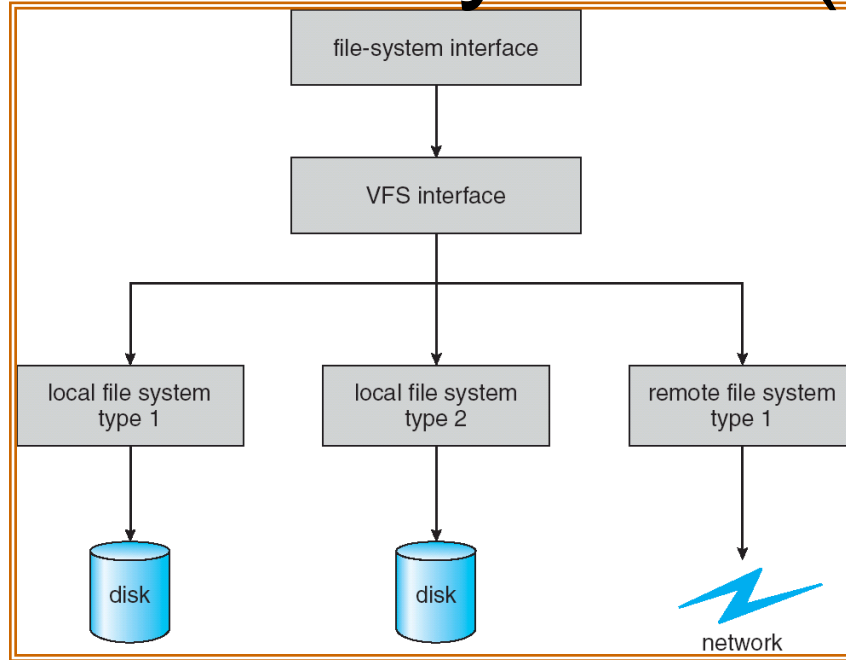 file-system interface
VFS interface
local file system
type 1
local file system
type 2
remote file system
type 1
disk
disk
network